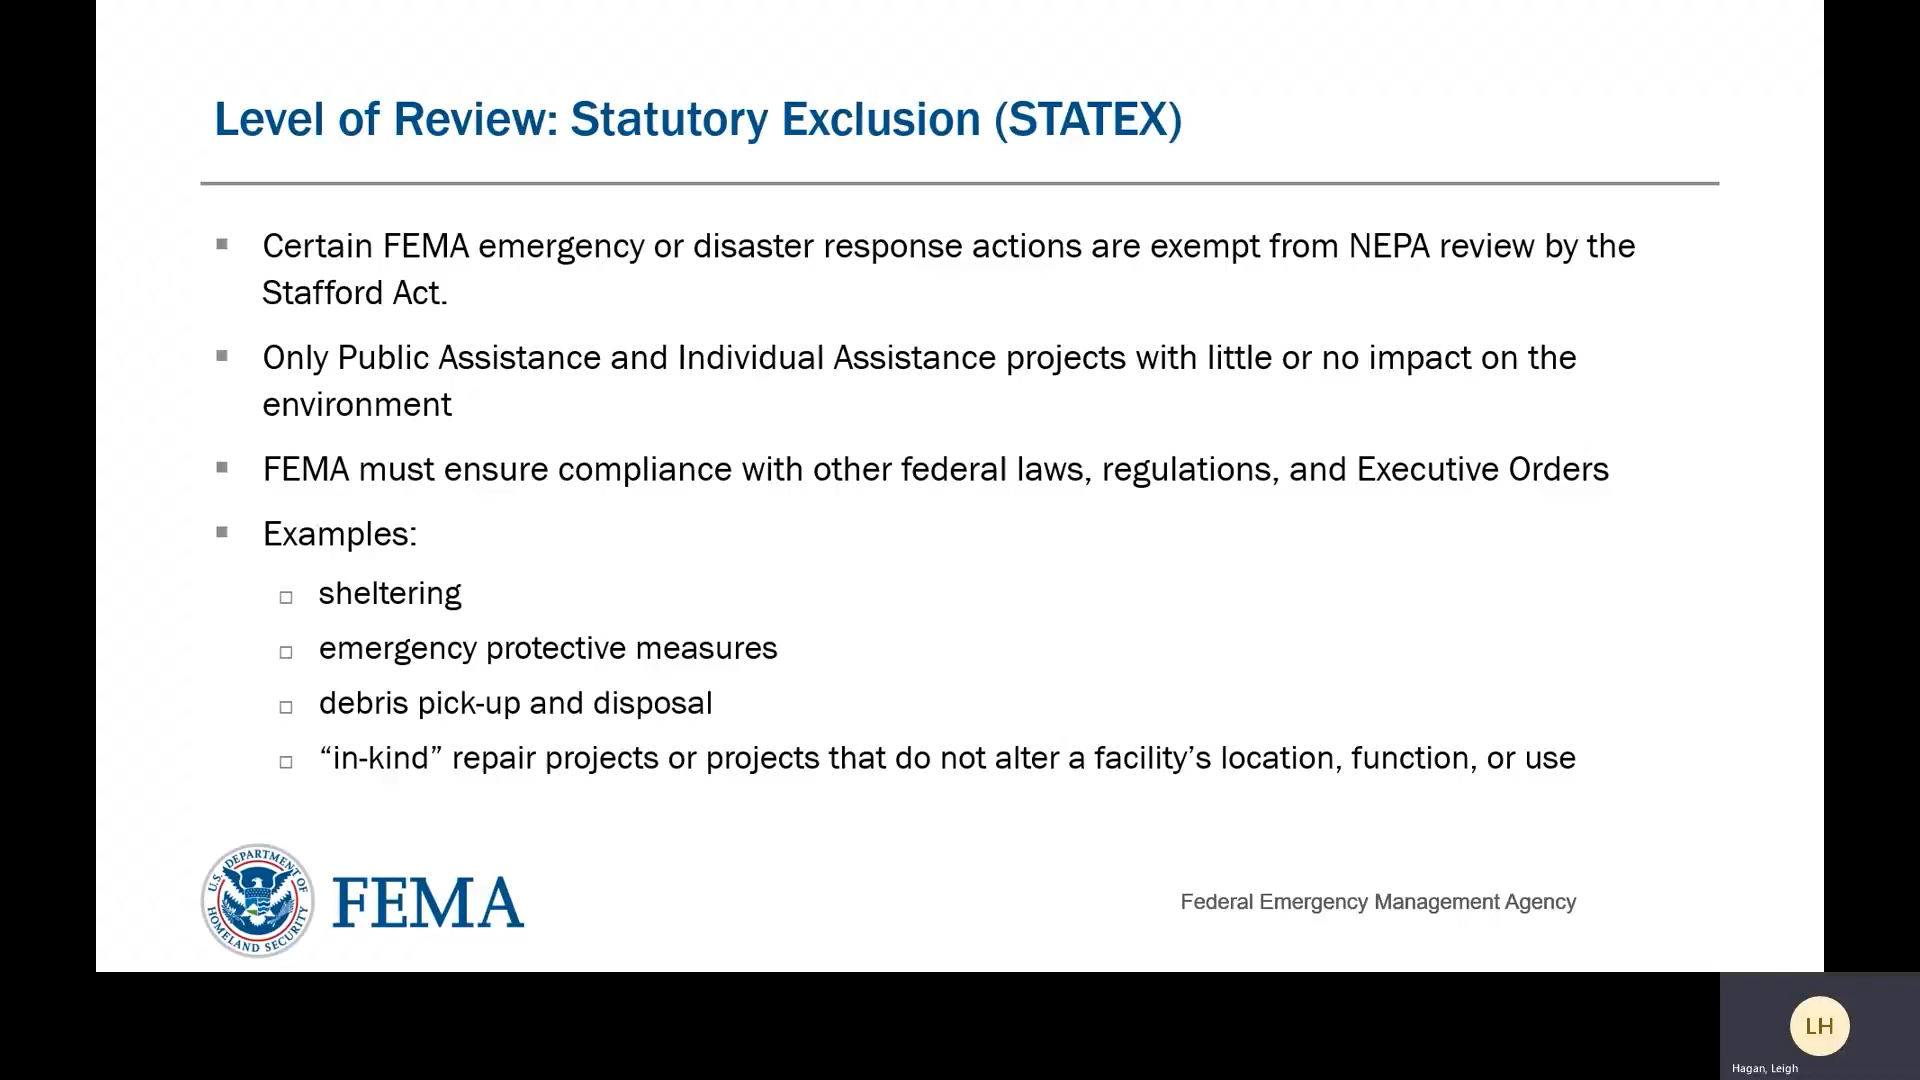 Level of Review: Statutory Exclusion (STATEX)
Certain FEMA emergency or disaster response actions are exempt from NEPA review by the
Stafford Act.
Only Public Assistance and Individual Assistance projects with little or no impact on the
environment
FEMA must ensure compliance with other federal laws, regulations, and Executive Orders
Examples:
sheltering
emergency protective measures
debris pick-up and disposal
“in-kind” repair projects or projects that do not alter a facility’s location, function, or use
U.S. DEPARTMENT OF
HOMELAND SECURITY
FEMA
Federal Emergency Management Agency
LH
Hagan, Leigh